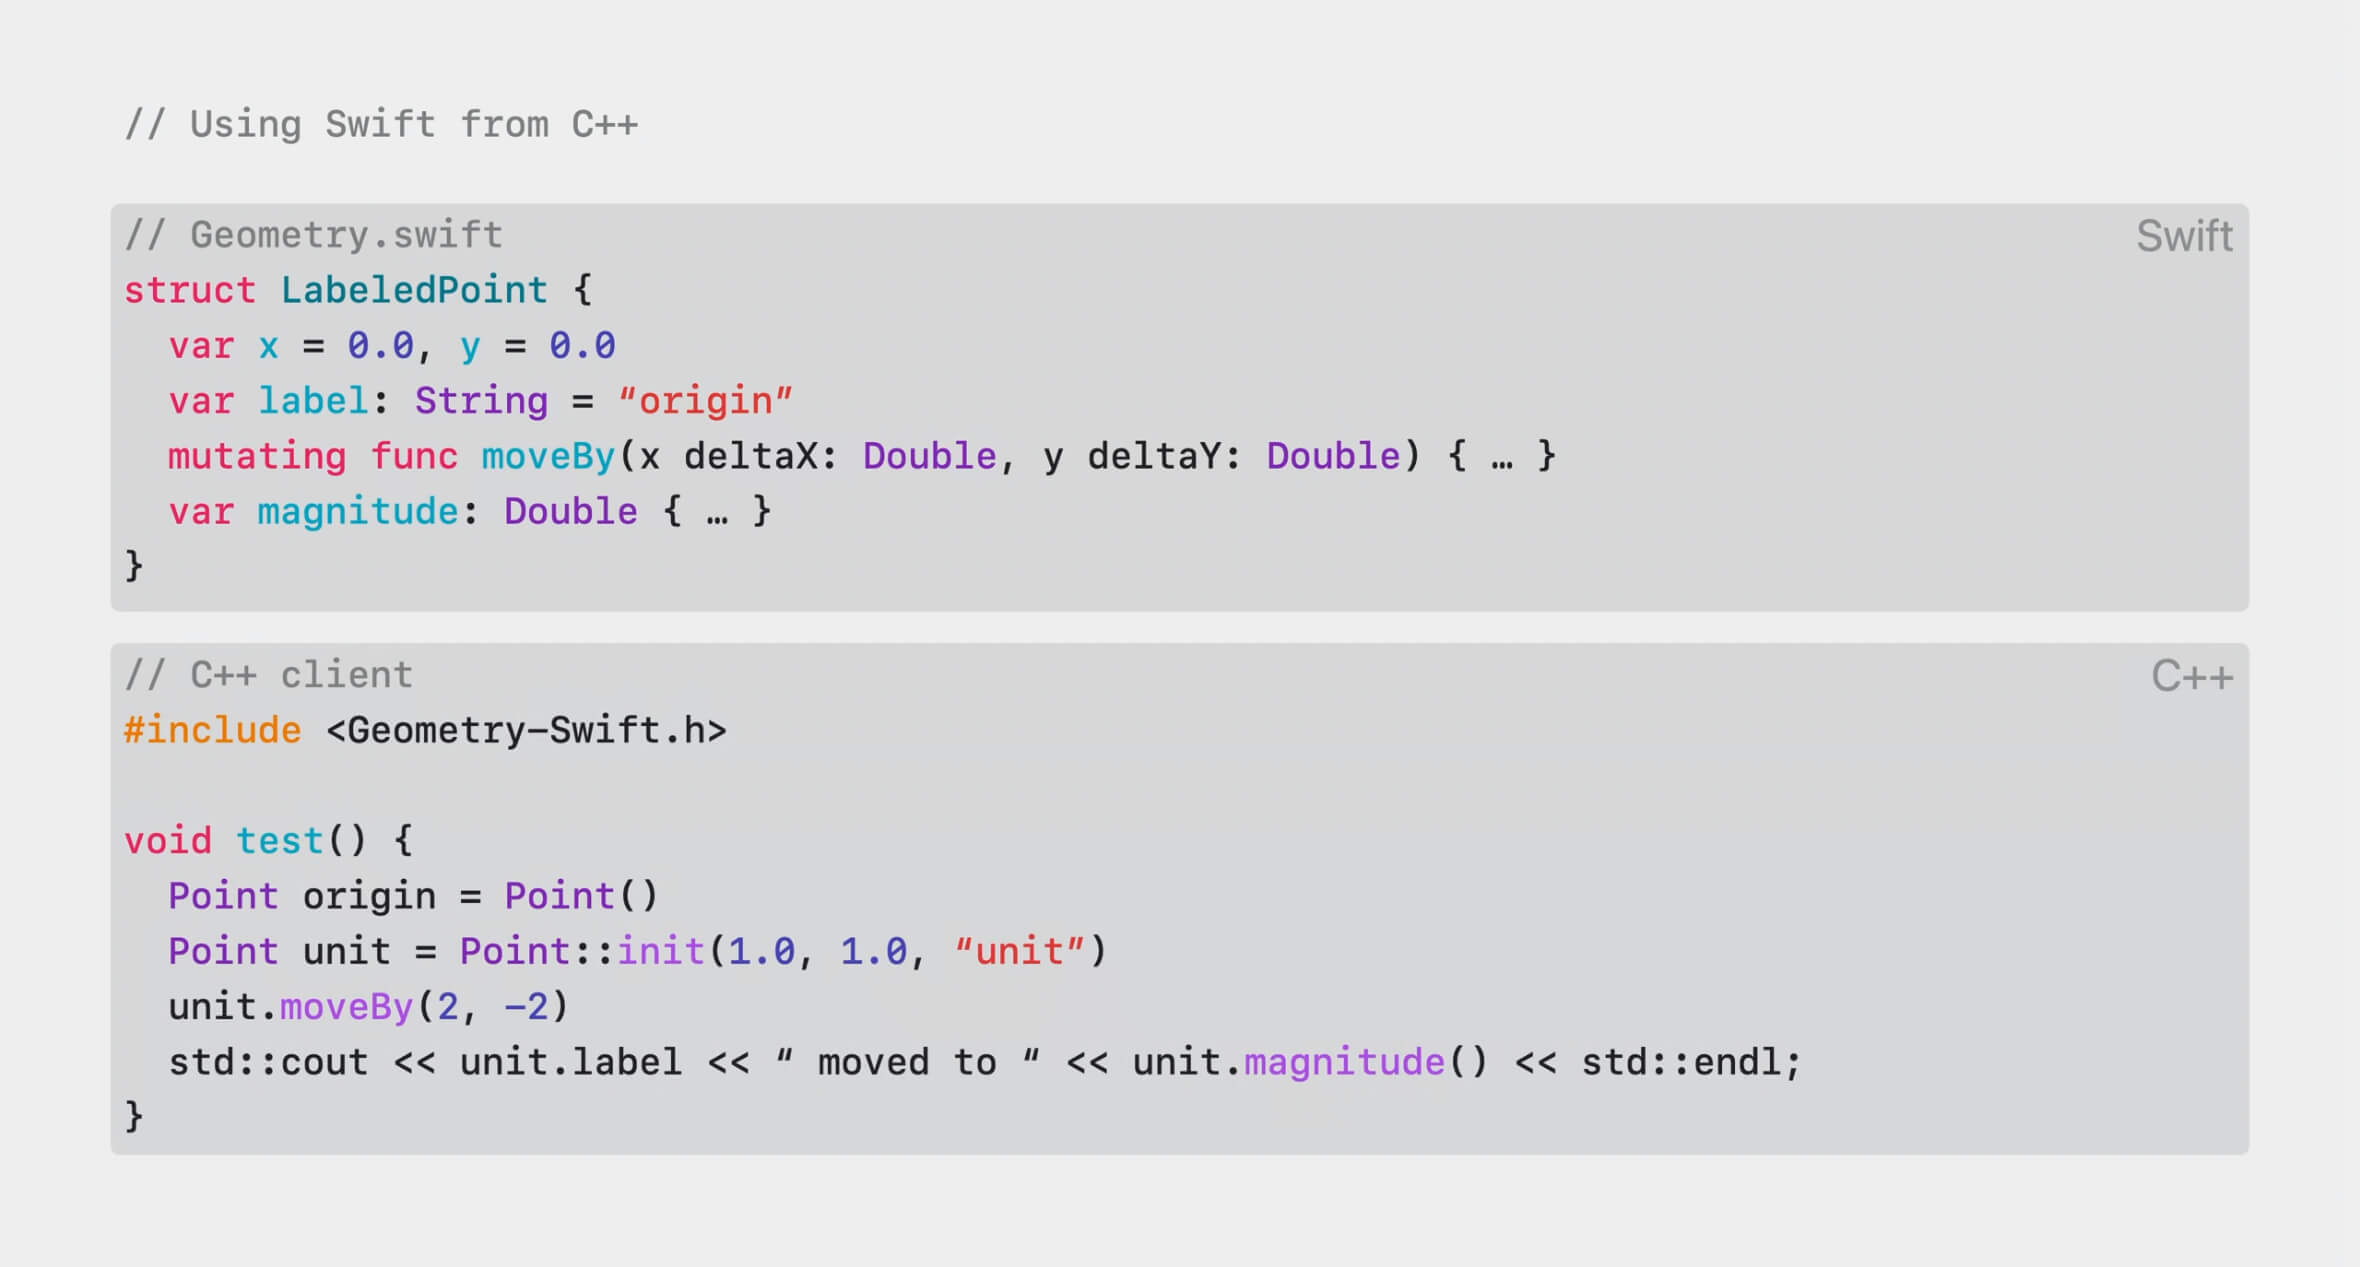 // Using Swift from C++
// Geometry.swift
Swift
struct LabeledPoint {
  var x = 0.0, y = 0.0
  var label: String = “origin”
  mutating func moveBy(x deltaX: Double, y deltaY: Double) { … }
  var magnitude: Double { … }
}
// C++ client
C++
#include <Geometry-Swift.h>
void test() {
  Point origin = Point()
  Point unit = Point::init(1.0, 1.0, “unit”)
  unit.moveBy(2, -2)
  std::cout << unit.label << “ moved to “ << unit.magnitude() << std::endl;
}